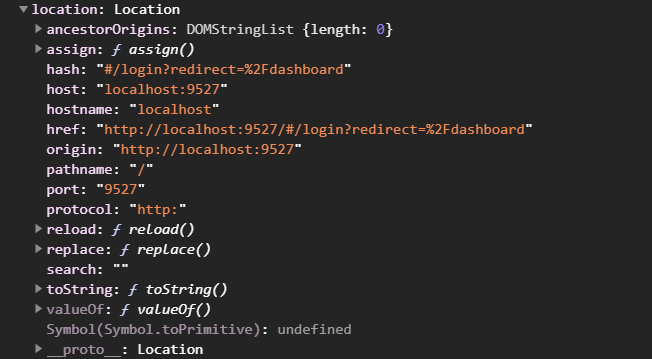 ▼location: Location
▶ancestorOrigins: DOMStringList {length: 0}
▶assign: ƒ assign()
hash: "#/login?redirect=%2Fdashboard"
host: "localhost:9527"
hostname: "localhost"
href: "http://localhost:9527/#/login?redirect=%2Fdashboard"
origin: "http://localhost:9527"
pathname: "/"
port: "9527"
protocol: "http:"
▶reload: ƒ reload()
▶replace: ƒ replace()
search: ""
▶toString: ƒ toString()
▶valueOf: ƒ valueOf()
Symbol(Symbol.toPrimitive): undefined
▶__proto__: Location